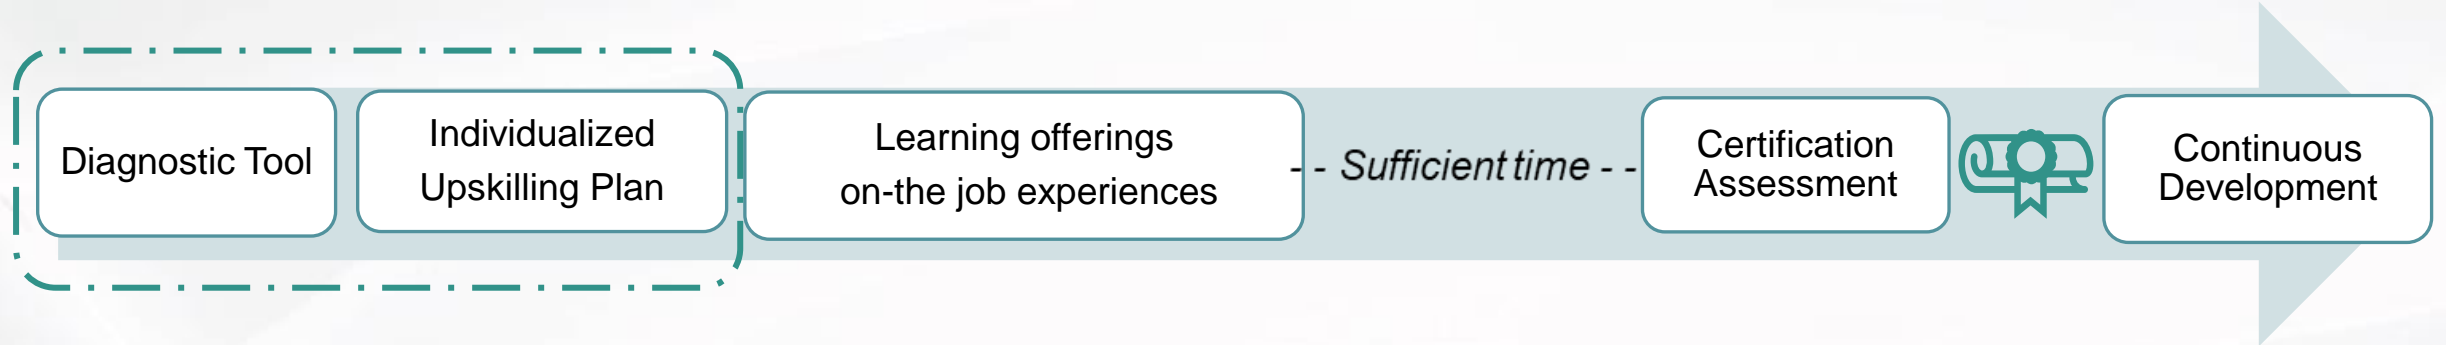 Diagnostic Tool
Individualized
Upskilling Plan
Learning offerings
on-the job experiences
- - Sufficient time - -
Certification
Assessment
Continuous
Development